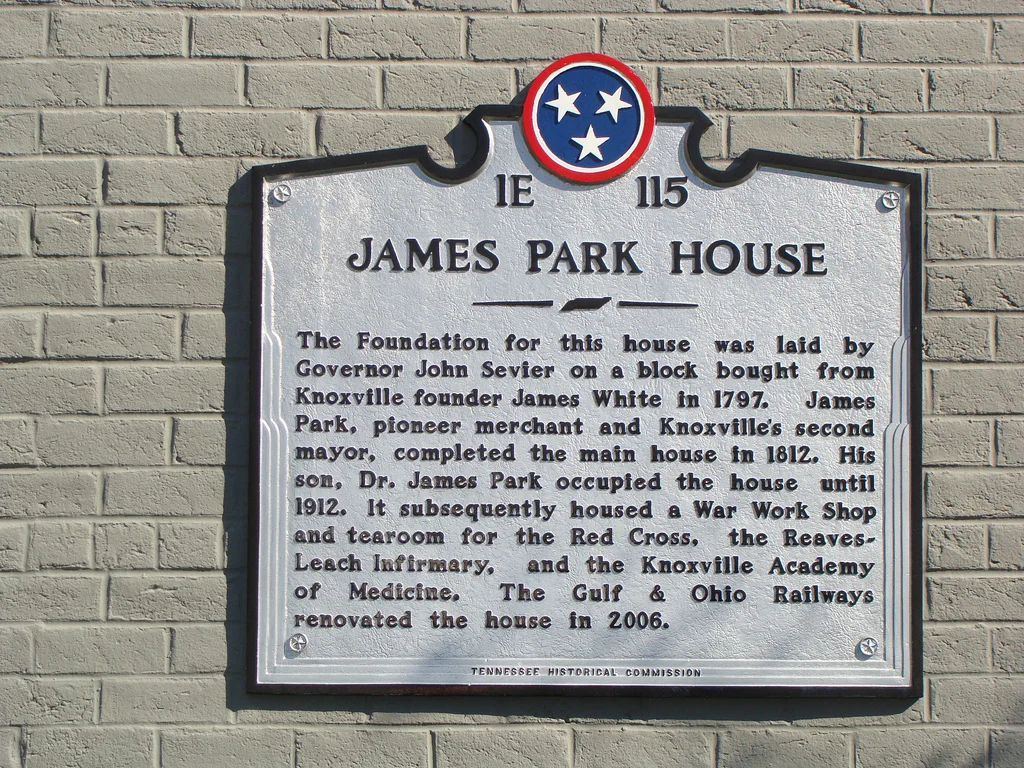 1E 115
JAMES PARK HOUSE
The Foundation for this house was laid by
Governor John Sevier on a block bought from
Knoxville founder James White in 1797. James
Park, pioneer merchant and Knoxville's second
mayor, completed the main house in 1812. His
son, Dr. James Park occupied the house until
1912. It subsequently housed a War Work Shop
and tearoom for the Red Cross, the Reaves-
Leach Infirmary, and the Knoxville Academy
of Medicine. The Gulf & Ohio Railways
renovated the house in 2006.
TENNESSEE HISTORICAL COMMISSION